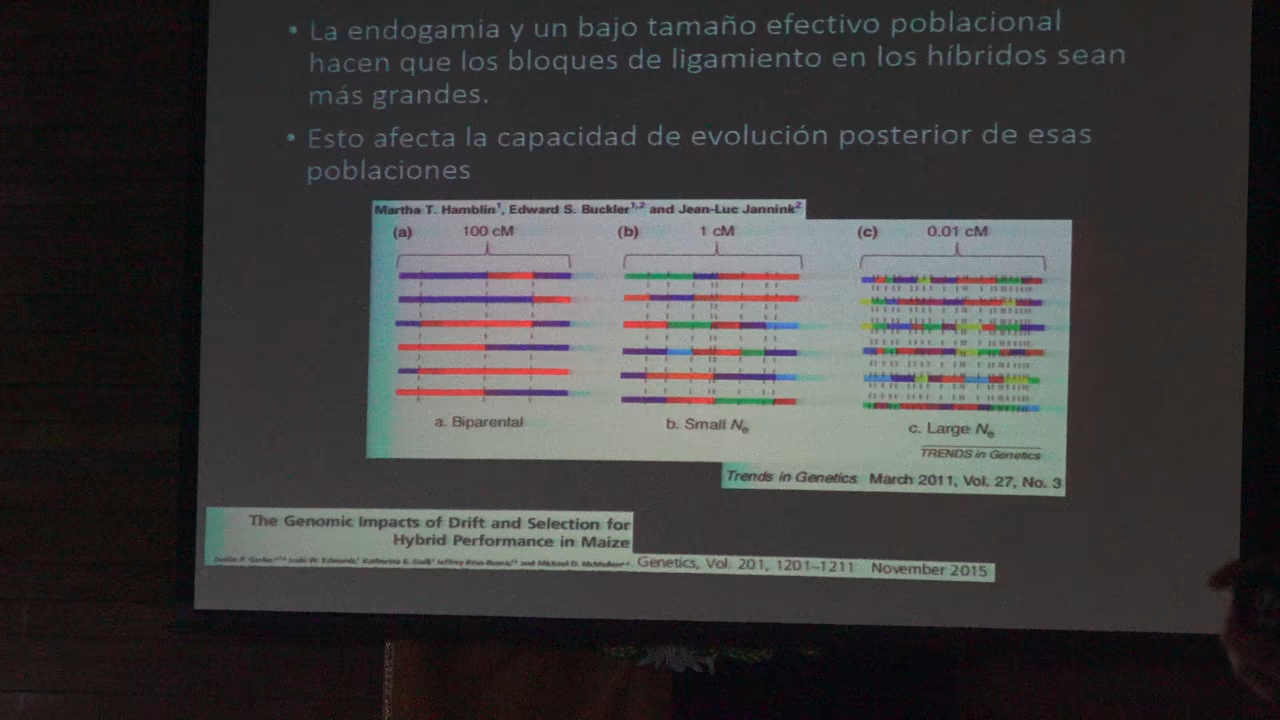 • La endogamia y un bajo tamaño efectivo poblacional
hacen que los bloques de ligamiento en los híbridos sean
más grandes.
• Esto afecta la capacidad de evolución posterior de esas
poblaciones
Martha T. Hamblin¹, Edward S. Buckler¹,² and Jean-Luc Jannink²
(a) 100 cM (b) 1 cM (c) 0.01 cM
a. Biparental b. Small Ne c. Large Ne
TRENDS in Genetics
Trends in Genetics March 2011, Vol. 27, No. 3
The Genomic Impacts of Drift and Selection for
Hybrid Performance in Maize
Genetics, Vol. 201, 1201–1211 November 2015